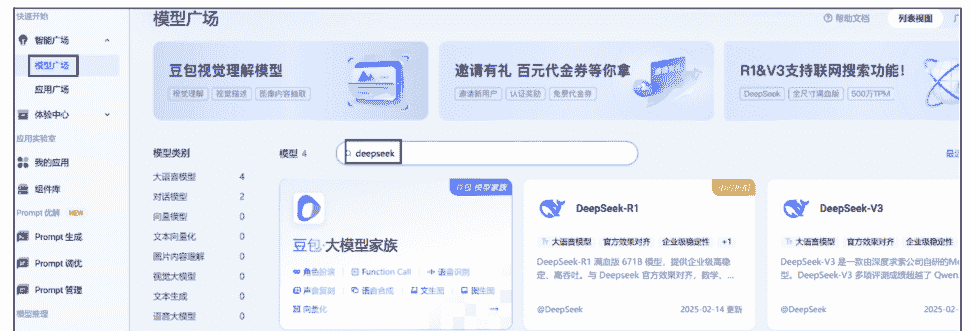 快速开始
智能广场
模型广场
应用广场
体验中心
应用实验室
我的应用
组件库
Prompt 优解 NEW
Prompt 生成
Prompt 调优
Prompt 管理
模型推理
模型广场
帮助文档
列表视图
豆包视觉理解模型
视觉理解 视觉描述 图像内容抽取
邀请有礼 百元代金券等你拿
邀请新用户 认证奖励 免费代金券
R1&V3支持联网搜索功能！
DeepSeek 全尺寸满血版 500万TPM
模型类别
大语言模型 4
对话模型 2
向量模型 0
文本向量化 0
图片内容理解 0
视觉大模型 0
文本生成 0
语音大模型 0
模型 4
deepseek
豆包 模型家族
豆包·大模型家族
角色扮演 Function Call 语音识别
声音复刻 语音合成 文生图 图生图
向量化
DeepSeek-R1
大语言模型 官方效果对齐 企业级稳定性 +1
DeepSeek-R1 满血版 671B 模型，提供企业级高稳
定、高吞吐。与 Deepseek 官方效果对齐，数学、...
@DeepSeek 2025-02-14 更新
DeepSeek-V3
大语言模型 官方效果对齐 企业级稳定性
DeepSeek-V3 是一款由深度求索公司自研的Mo
型。DeepSeek-V3 多项评测成绩超越了 Qwen
@DeepSeek 2025-02-